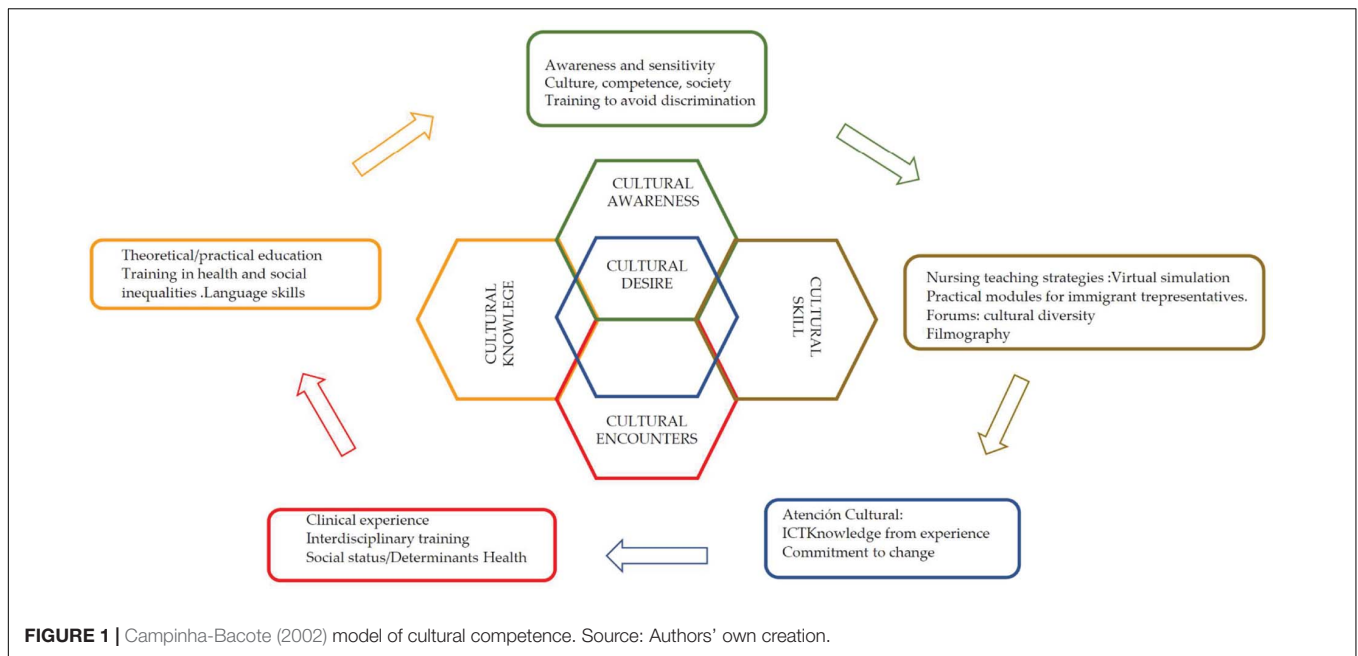 Awareness and sensitivity
Culture, competence, society
Training to avoid discrimination
CULTURAL
AWARENESS
CULTURAL
DESIRE
Theoretical/practical education
Training in health and social
inequalities .Language skills
CULTURAL
KNOWLEGE
CULTURAL
SKILL
Nursing teaching strategies :Virtual simulation
Practical modules for immigrant trepresentatives.
Forums: cultural diversity
Filmography
CULTURAL
ENCOUNTERS
Clinical experience
Interdisciplinary training
Social status/Determinants Health
Atención Cultural:
ICTKnowledge from experience
Commitment to change
FIGURE 1 | Campinha-Bacote (2002) model of cultural competence. Source: Authors' own creation.